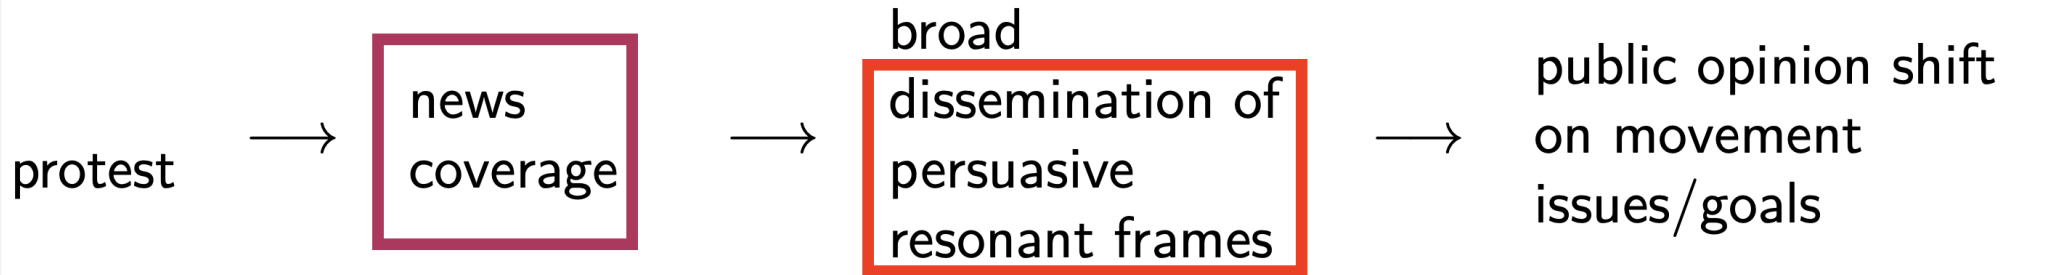 protest
news
coverage
broad
dissemination of
persuasive
resonant frames
public opinion shift
on movement
issues/goals